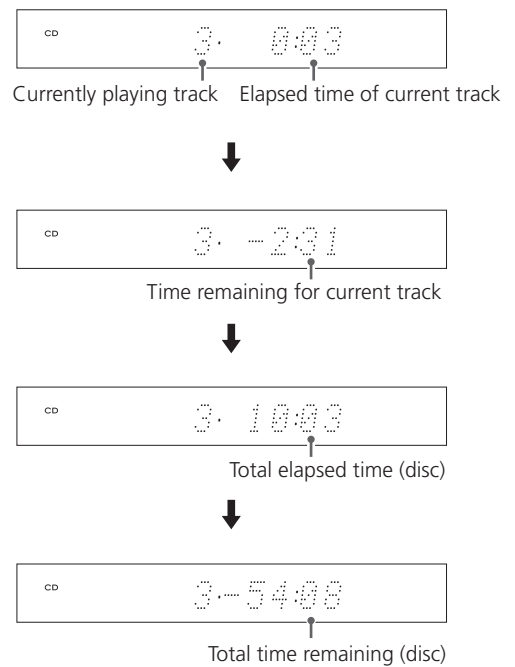 CD 3. 0:03
Currently playing track Elapsed time of current track
CD 3. -2:31
Time remaining for current track
CD 3. 10:03
Total elapsed time (disc)
CD 3.-54:08
Total time remaining (disc)